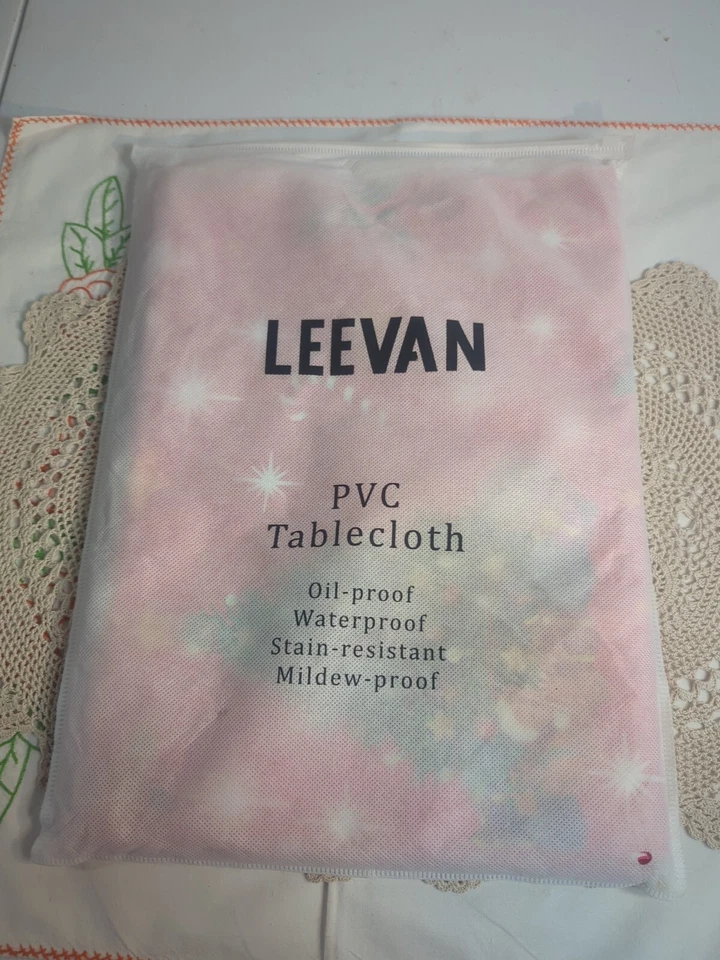 LEEVAN
PVC
Tablecloth
Oil-proof
Waterproof
Stain-resistant
Mildew-proof